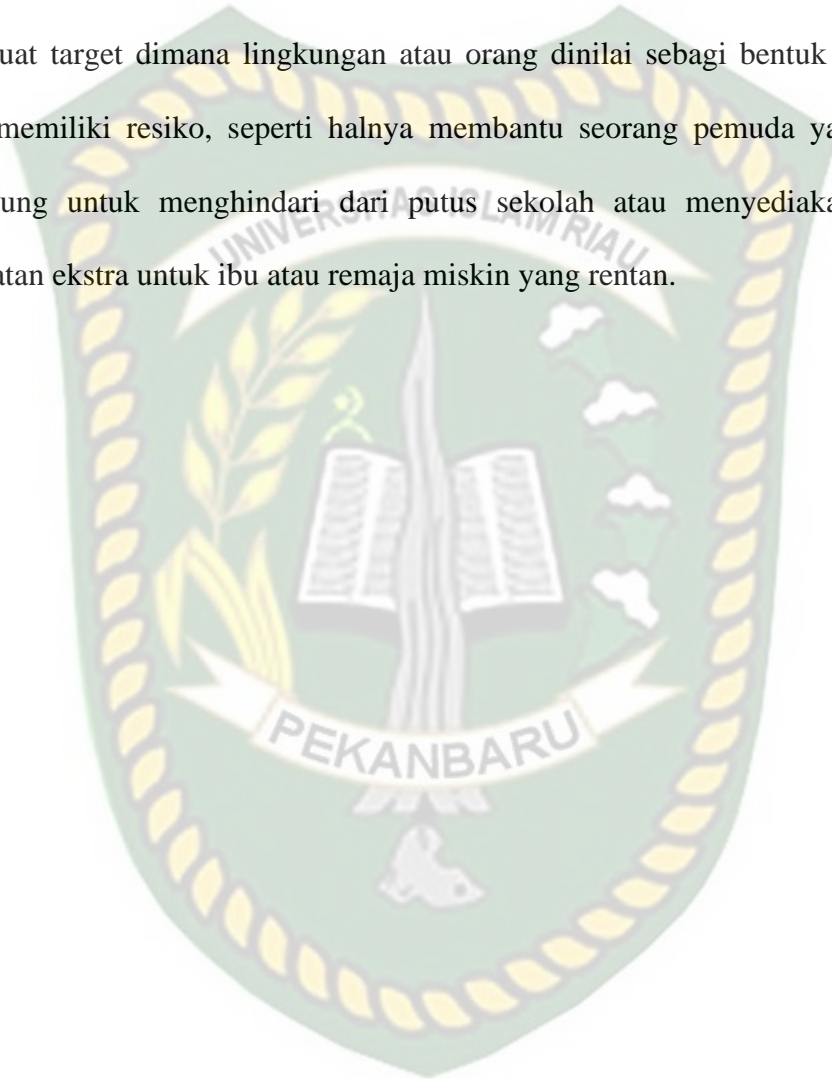 uat target dimana lingkungan atau orang dinilai sebagi bentuk
memiliki resiko, seperti halnya membantu seorang pemuda ya
ung untuk menghindari dari putus sekolah atau menyediaka
UNIVERSITAS ISLAM RIAU
atan ekstra untuk ibu atau remaja miskin yang rentan.
PEKANBARU